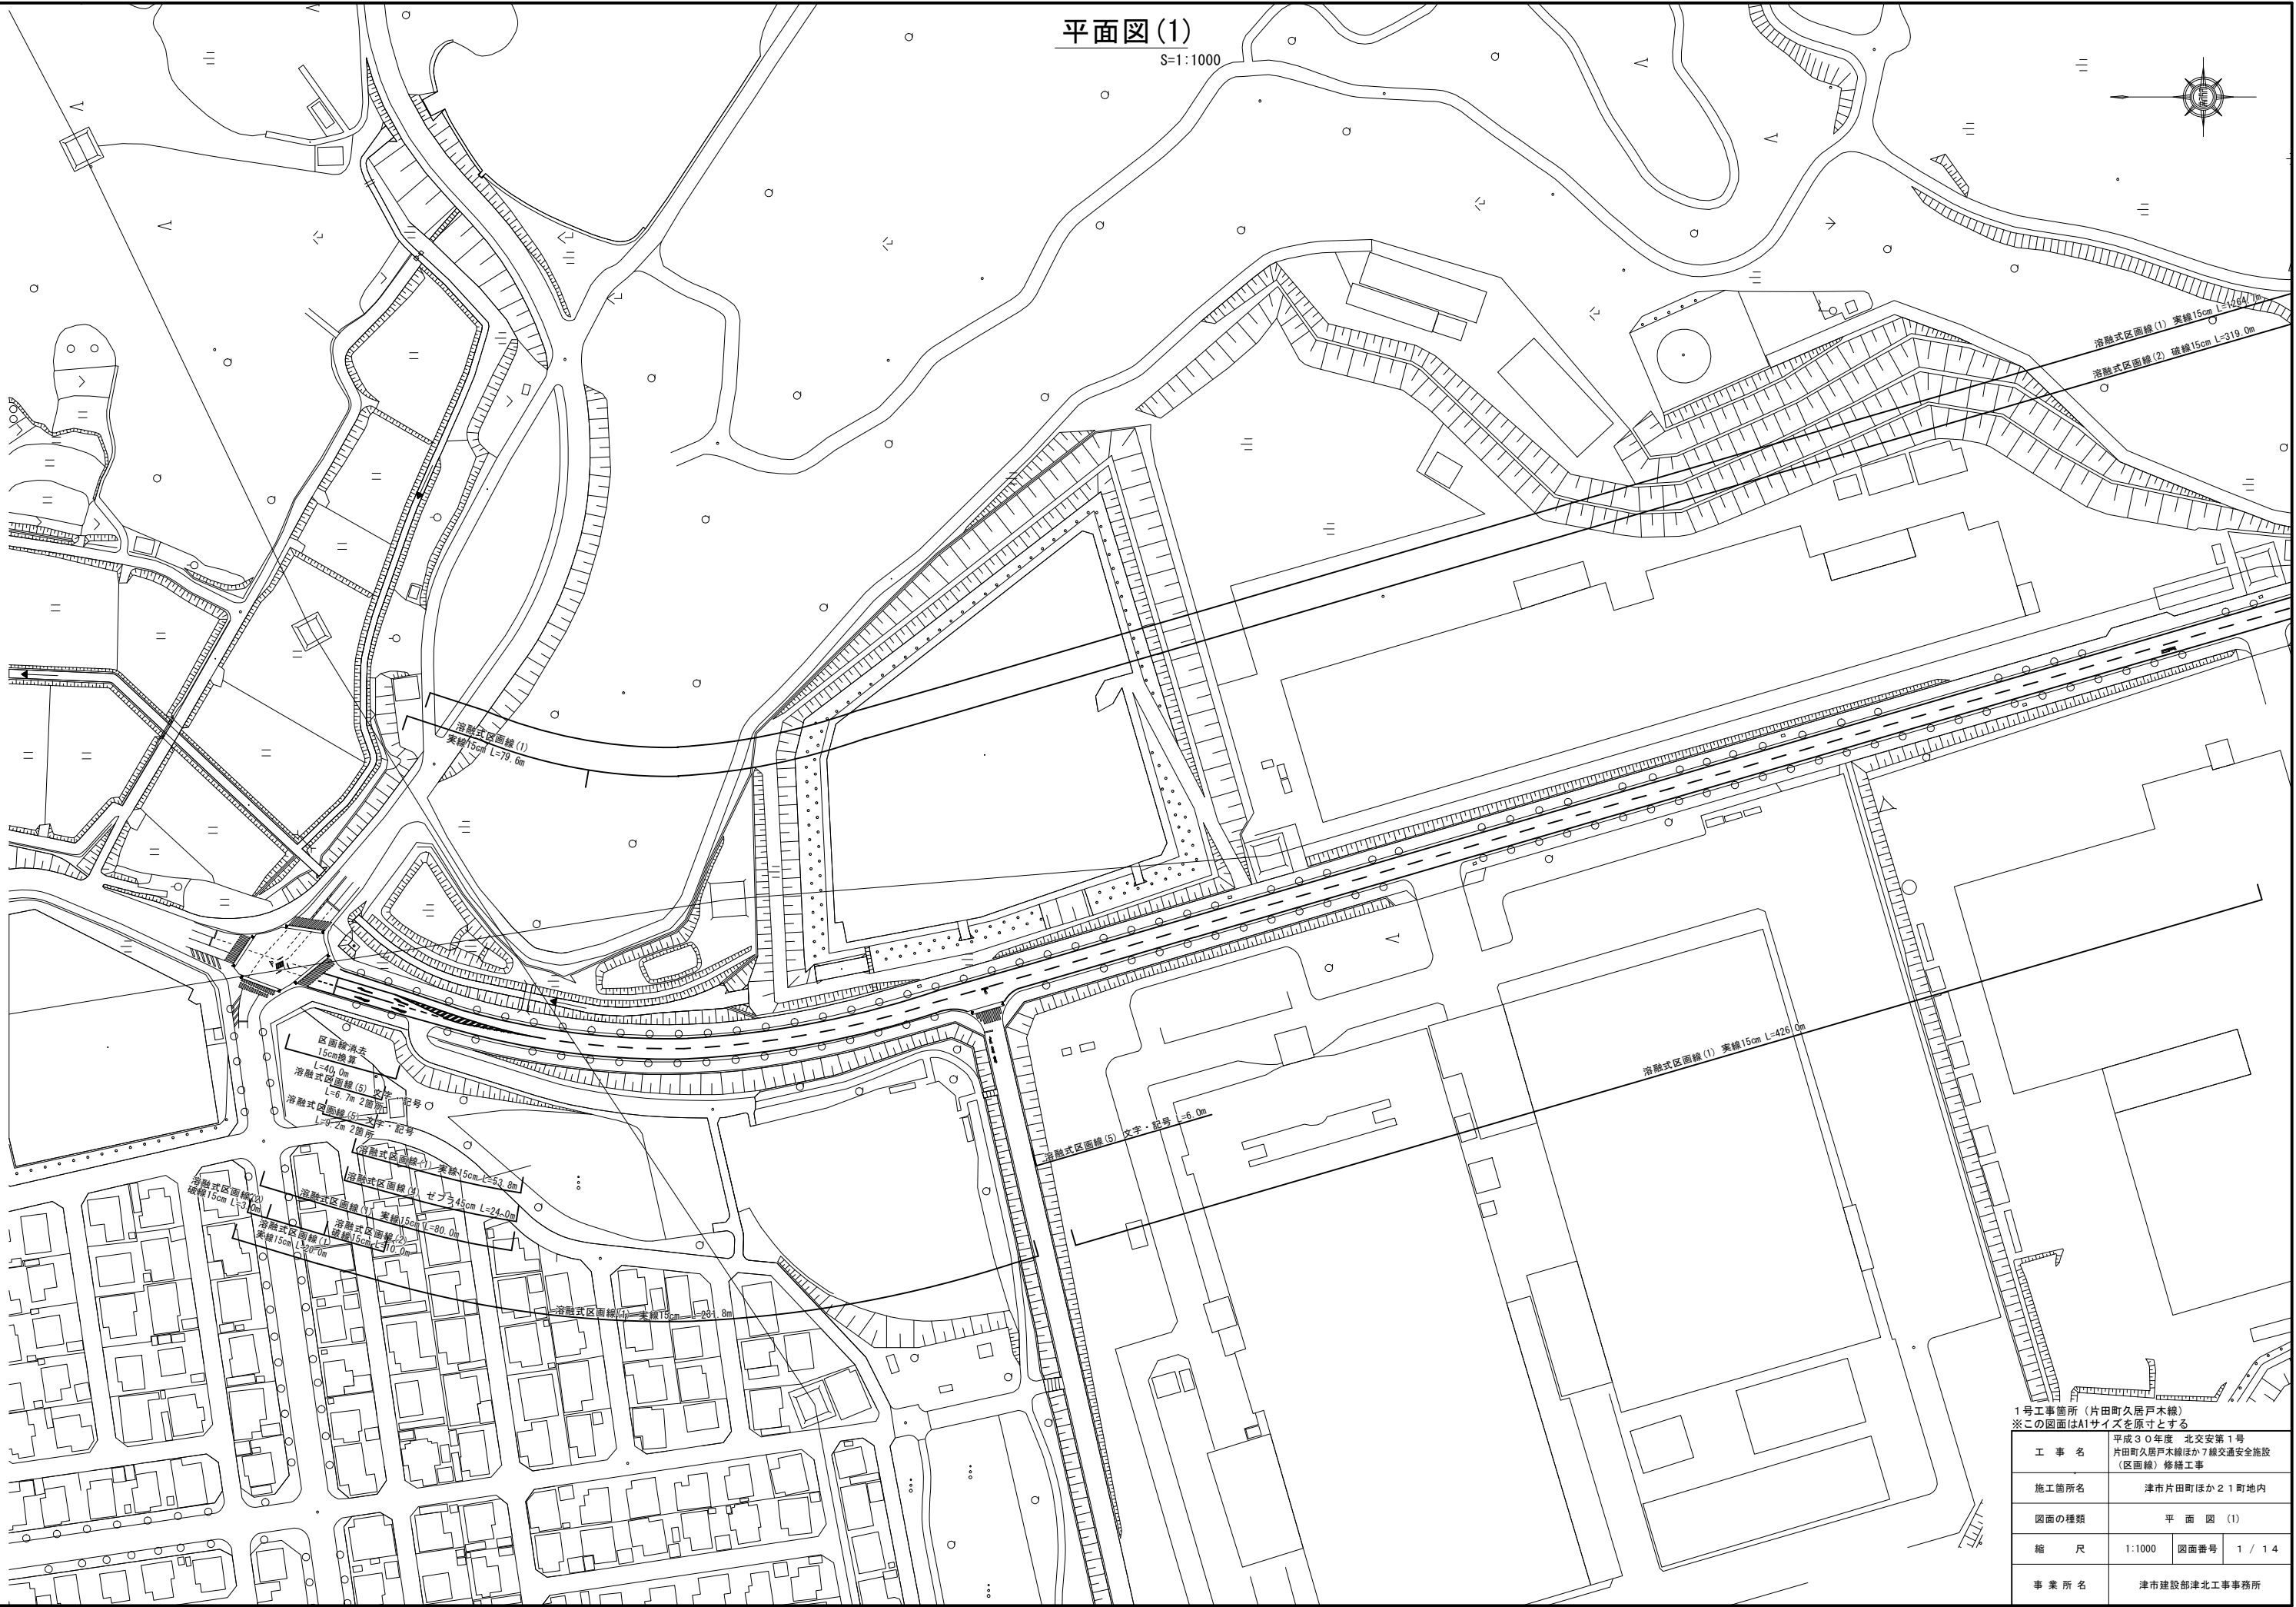 平面図(1)
S=1:1000
溶融式区画線(1) 実線15cm L=1264.1m
溶融式区画線(2) 破線15cm L=319.0m
溶融式区画線(1)
実線15cm L=79.6m
区画線消去
15cm換算
L=40.0m
溶融式区画線(5) 文字・記号
L=6.7m 2箇所
溶融式区画線(5) 文字・記号
L=9.2m 2箇所
溶融式区画線(1) 実線15cm L=53.8m
溶融式区画線(4) ゼブラ45cm L=24.0m
溶融式区画線(2)
破線15cm L=3.0m
溶融式区画線(1) 実線15cm L=80.0m
溶融式区画線(1)
実線15cm L=20.0m
溶融式区画線(2)
破線15cm L=10.0m
溶融式区画線(1) 実線15cm L=231.8m
溶融式区画線(5) 文字・記号 L=6.0m
溶融式区画線(1) 実線15cm L=426.0m
1号工事箇所（片田町久居戸木線）
※この図面はA1サイズを原寸とする
工事名
平成30年度 北交安第1号
片田町久居戸木線ほか7線交通安全施設
（区画線）修繕工事
施工箇所名 津市片田町ほか21町地内
図面の種類 平面図 (1)
縮尺 1:1000 図面番号 1 / 14
事業所名 津市建設部津北工事事務所